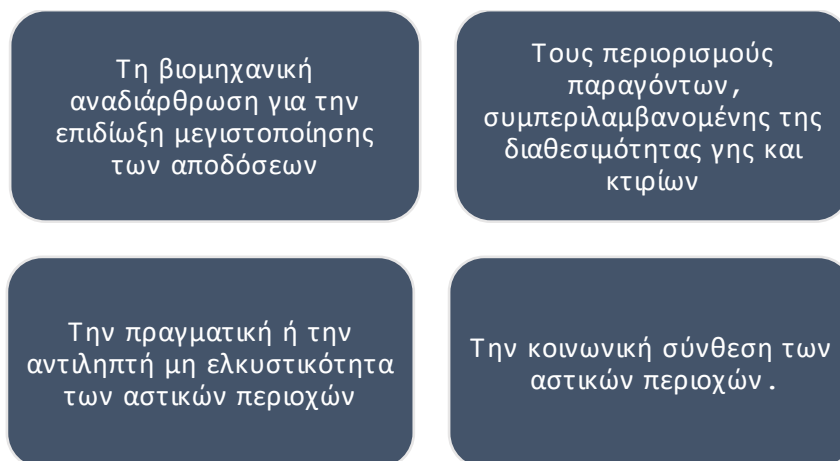 Τη βιομηχανική
αναδιάρθρωση για την
επιδίωξη μεγιστοποίησης
των αποδόσεων
Τους περιορισμούς
παραγόντων,
συμπεριλαμβανομένης της
διαθεσιμότητας γης και
κτιρίων
Την πραγματική ή την
αντιληπτή μη ελκυστικότητα
των αστικών περιοχών
Την κοινωνική σύνθεση των
αστικών περιοχών.